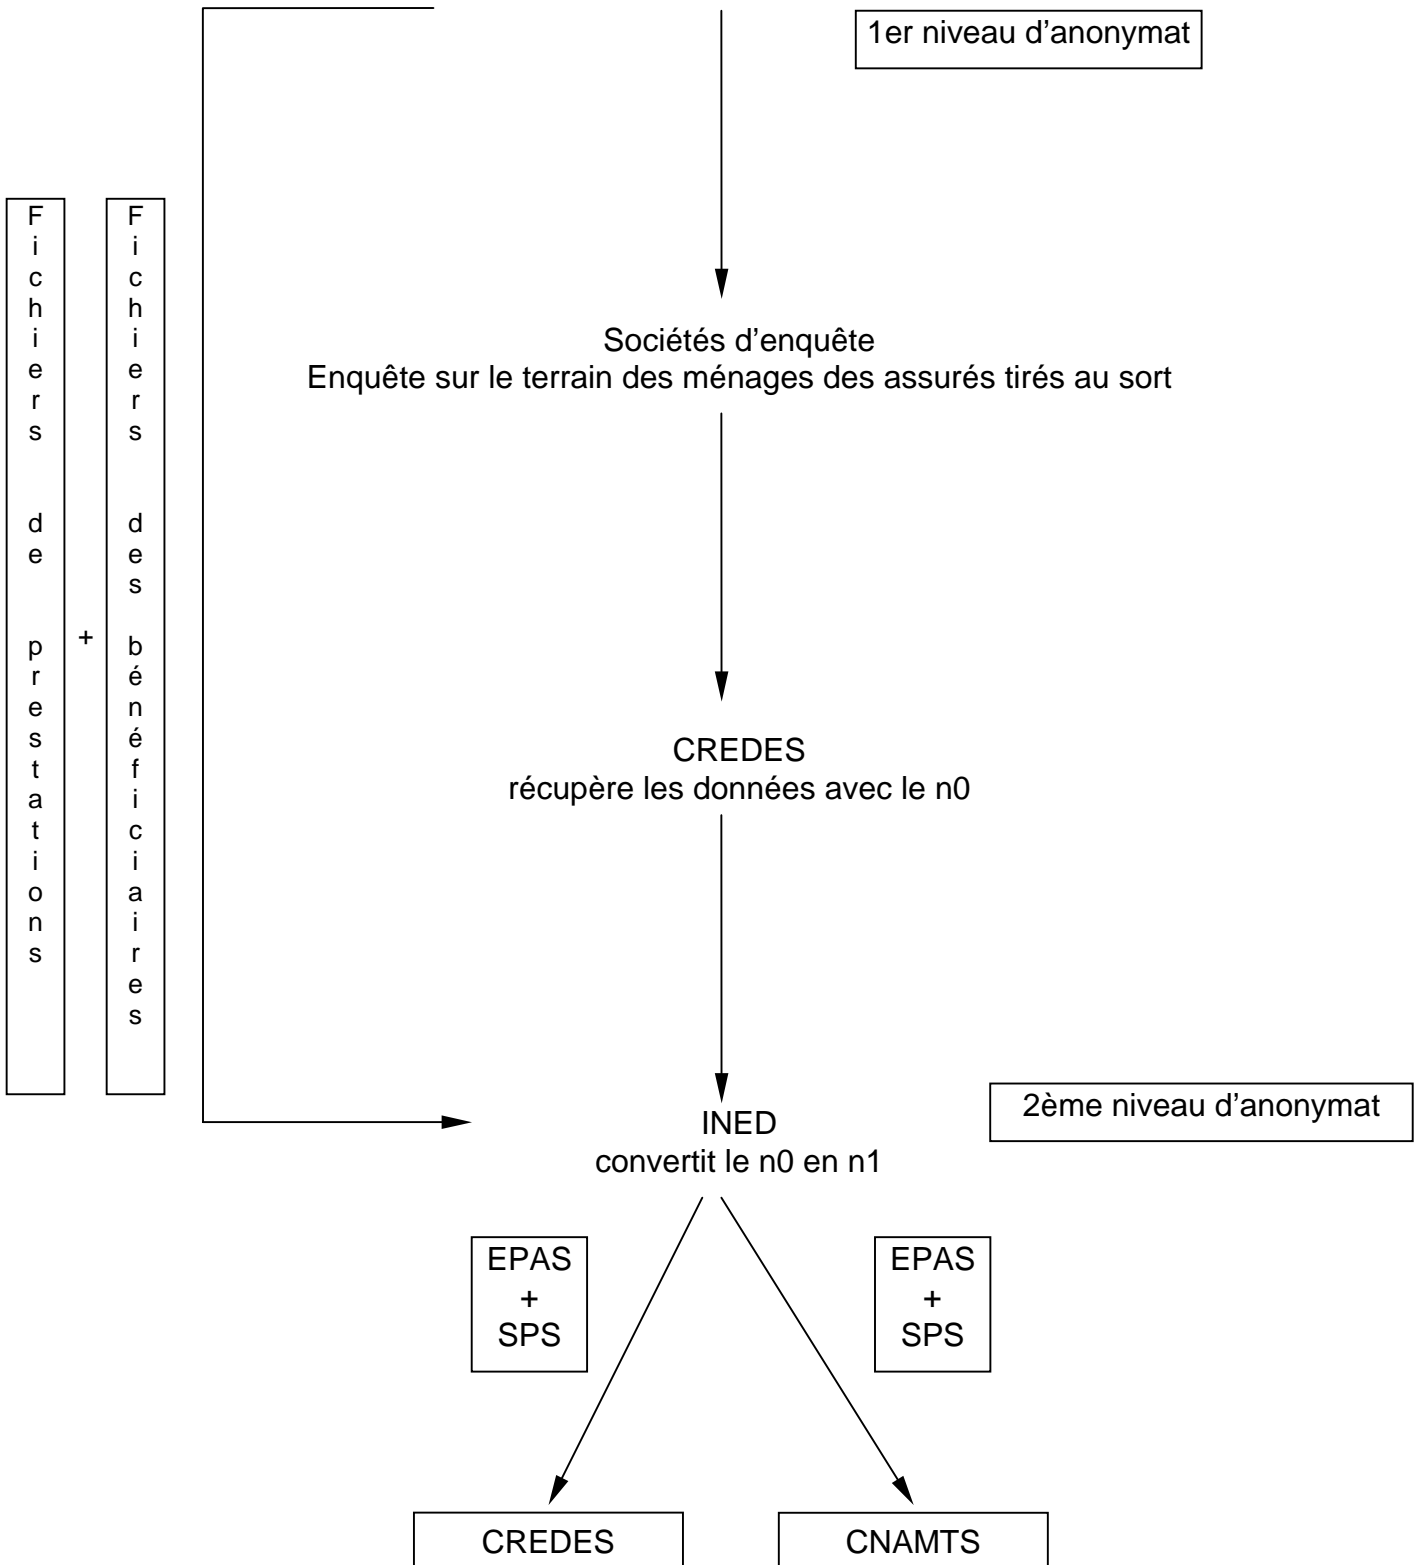 1er niveau d'anonymat
Fichiers de prestations
+
Fichiers des bénéficiaires
Sociétés d'enquête
Enquête sur le terrain des ménages des assurés tirés au sort
CREDES
récupère les données avec le n0
INED
convertit le n0 en n1
2ème niveau d'anonymat
EPAS
+
SPS
EPAS
+
SPS
CREDES
CNAMTS